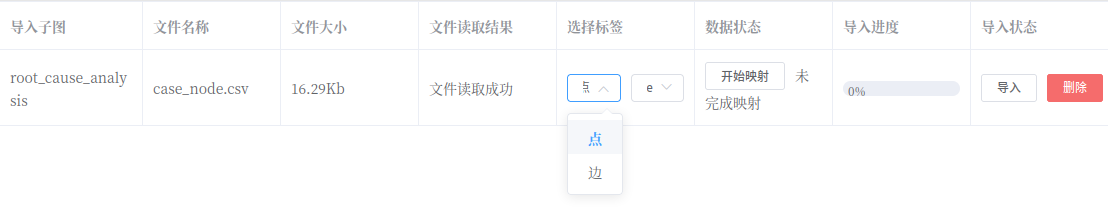 导入子图 文件名称 文件大小 文件读取结果 选择标签 数据状态 导入进度 导入状态
root_cause_analy
sis
case_node.csv
16.29Kb
文件读取成功
点 e
开始映射 未
完成映射
0%
导入 删除
点
边